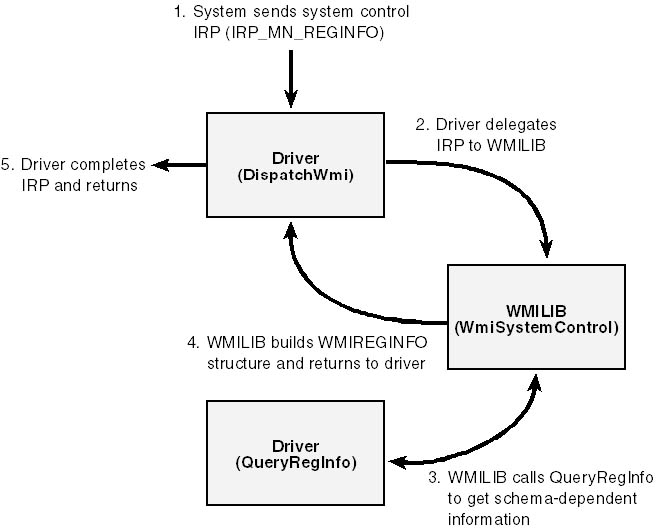 1. System sends system control
IRP (IRP_MN_REGINFO)
Driver
(DispatchWmi)
2. Driver delegates
IRP to WMILIB
5. Driver completes
IRP and returns
WMILIB
(WmiSystemControl)
4. WMILIB builds WMIREGINFO
structure and returns to driver
Driver
(QueryRegInfo)
3. WMILIB calls QueryRegInfo
to get schema-dependent
information